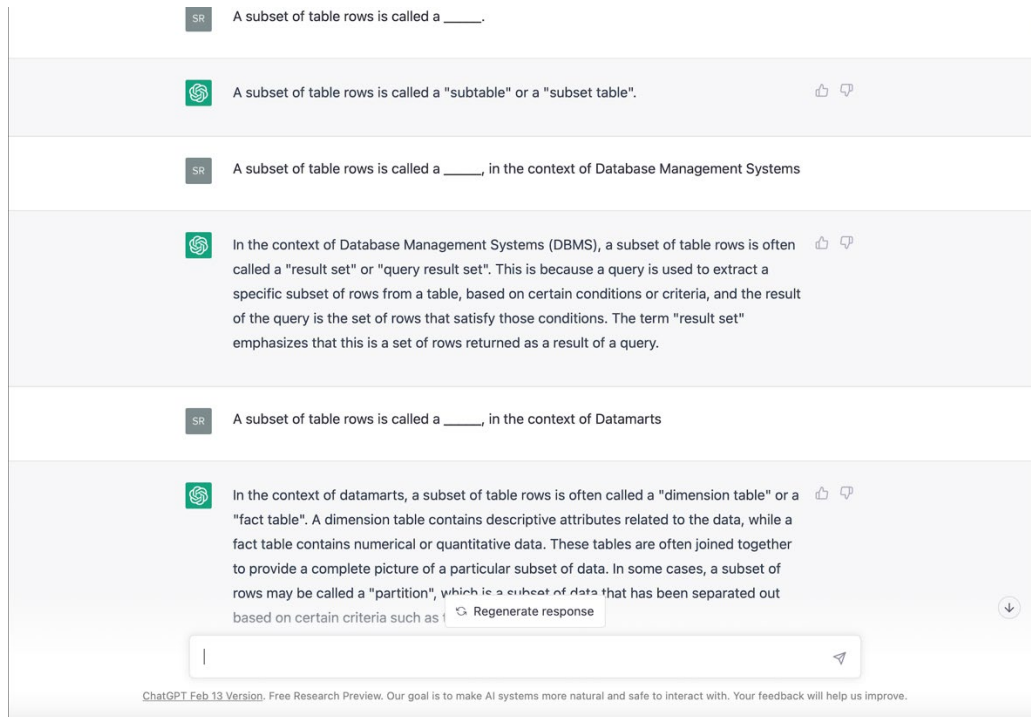 SR
A subset of table rows is called a _____.
A subset of table rows is called a "subtable" or a "subset table".
SR
A subset of table rows is called a _____, in the context of Database Management Systems
In the context of Database Management Systems (DBMS), a subset of table rows is often
called a "result set" or "query result set". This is because a query is used to extract a
specific subset of rows from a table, based on certain conditions or criteria, and the result
of the query is the set of rows that satisfy those conditions. The term "result set"
emphasizes that this is a set of rows returned as a result of a query.
SR
A subset of table rows is called a _____, in the context of Datamarts
In the context of datamarts, a subset of table rows is often called a "dimension table" or a
"fact table". A dimension table contains descriptive attributes related to the data, while a
fact table contains numerical or quantitative data. These tables are often joined together
to provide a complete picture of a particular subset of data. In some cases, a subset of
rows may be called a "partition", which is a subset of data that has been separated out
based on certain criteria such as
Regenerate response
ChatGPT Feb 13 Version. Free Research Preview. Our goal is to make AI systems more natural and safe to interact with. Your feedback will help us improve.